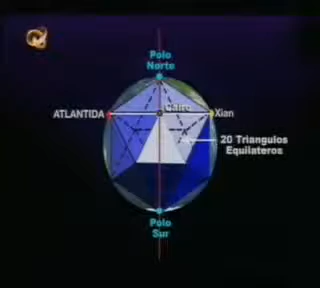 Polo
Norte
ATLANTIDA
Cairo
Xian
20 Triangulos
Equilateros
Polo
Sur